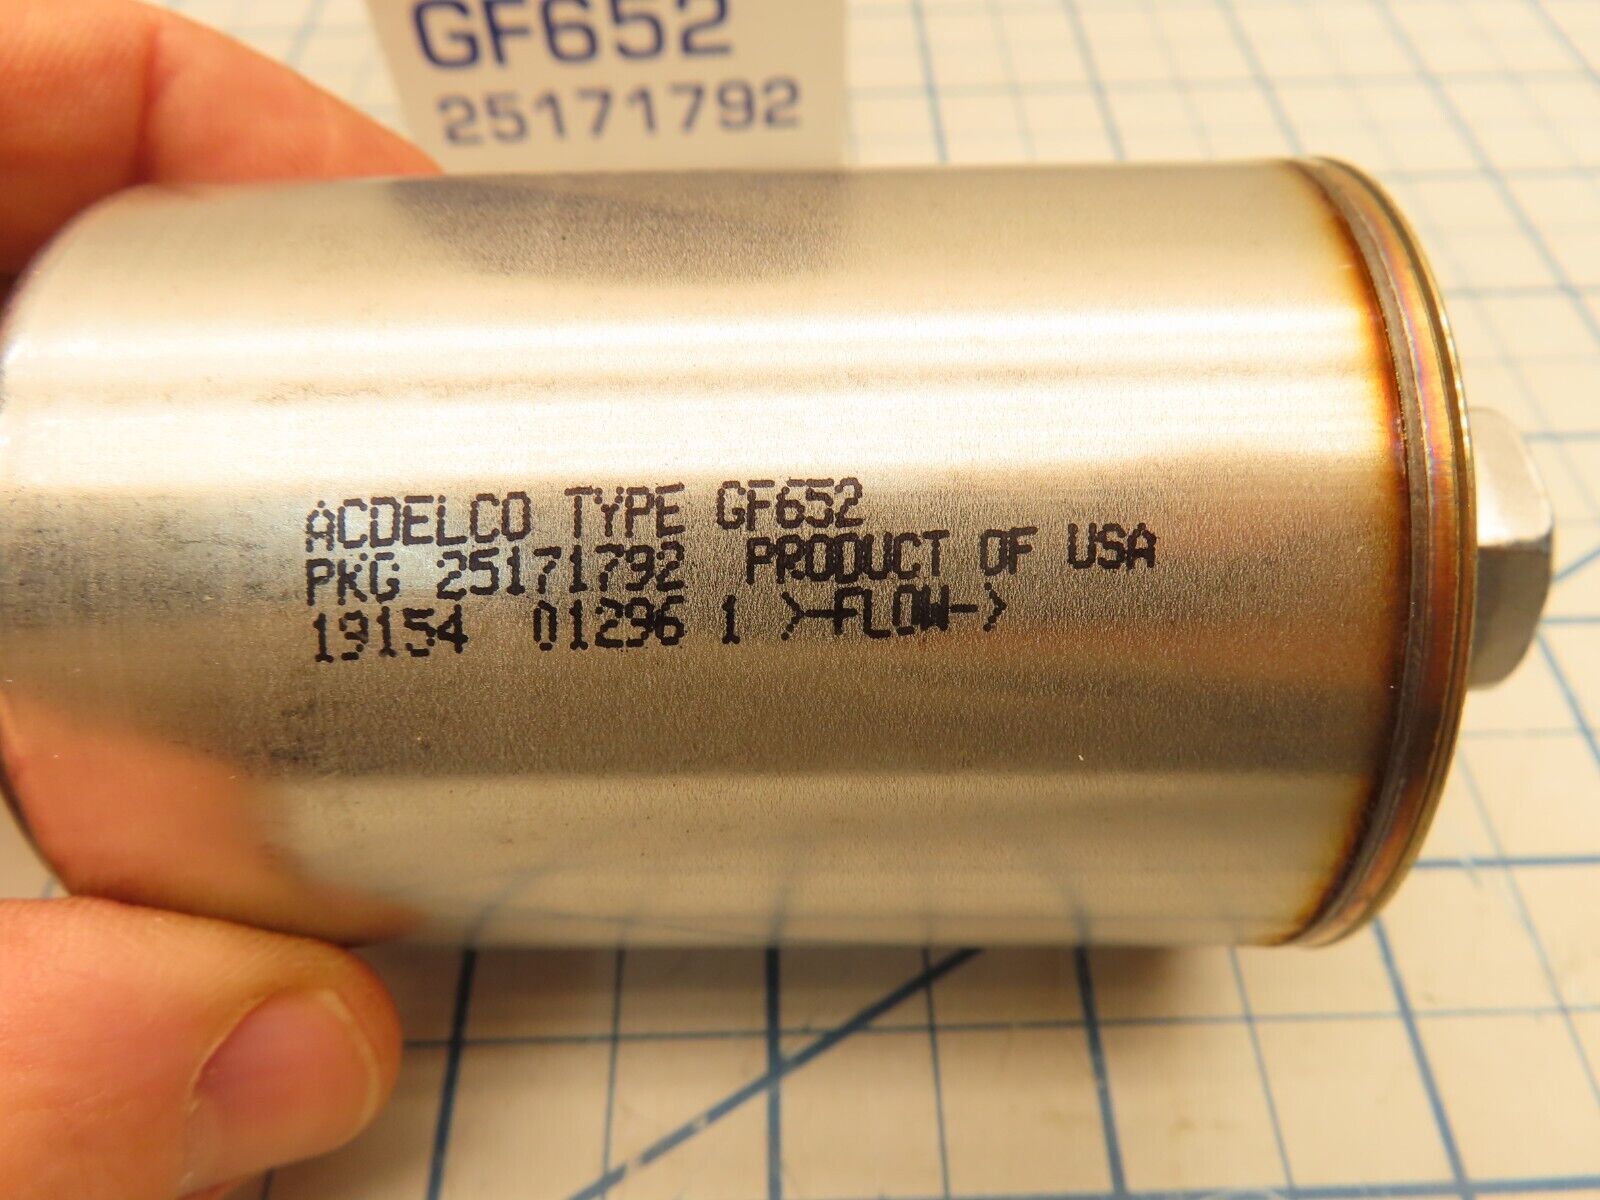 GF652
25171792
ACDELCO TYPE GF652
PKG 25171792 PRODUCT OF USA
19154 01296 1 >-FLOW->